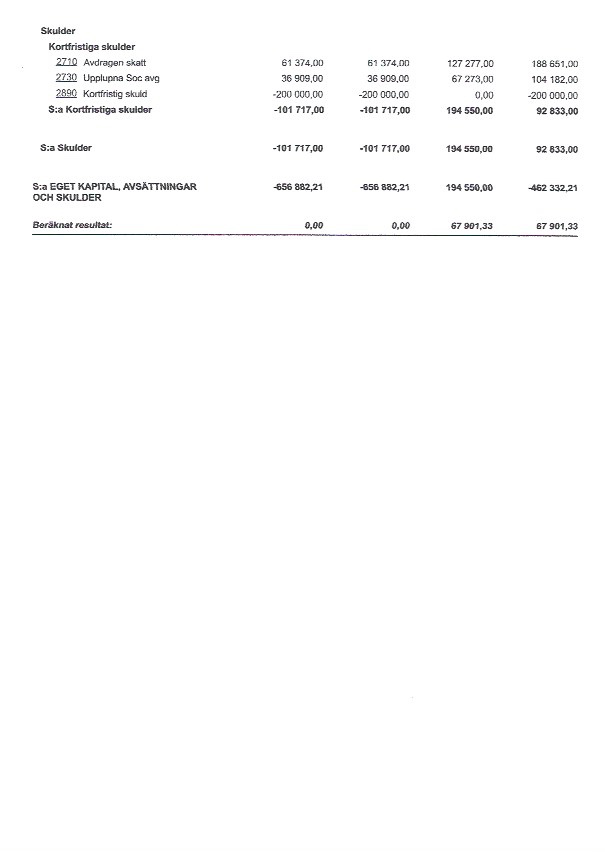 Skulder
Kortfristiga skulder
2710 Avdragen skatt 61 374,00 61 374,00 127 277,00 188 651,00
2730 Upplupna Soc avg 36 909,00 36 909,00 67 273,00 104 182,00
2890 Kortfristig skuld -200 000,00 -200 000,00 0,00 -200 000,00
S:a Kortfristiga skulder -101 717,00 -101 717,00 194 550,00 92 833,00
S:a Skulder -101 717,00 -101 717,00 194 550,00 92 833,00
S:a EGET KAPITAL, AVSÄTTNINGAR -656 882,21 -656 882,21 194 550,00 -462 332,21
OCH SKULDER
Beräknat resultat: 0,00 0,00 67 901,33 67 901,33